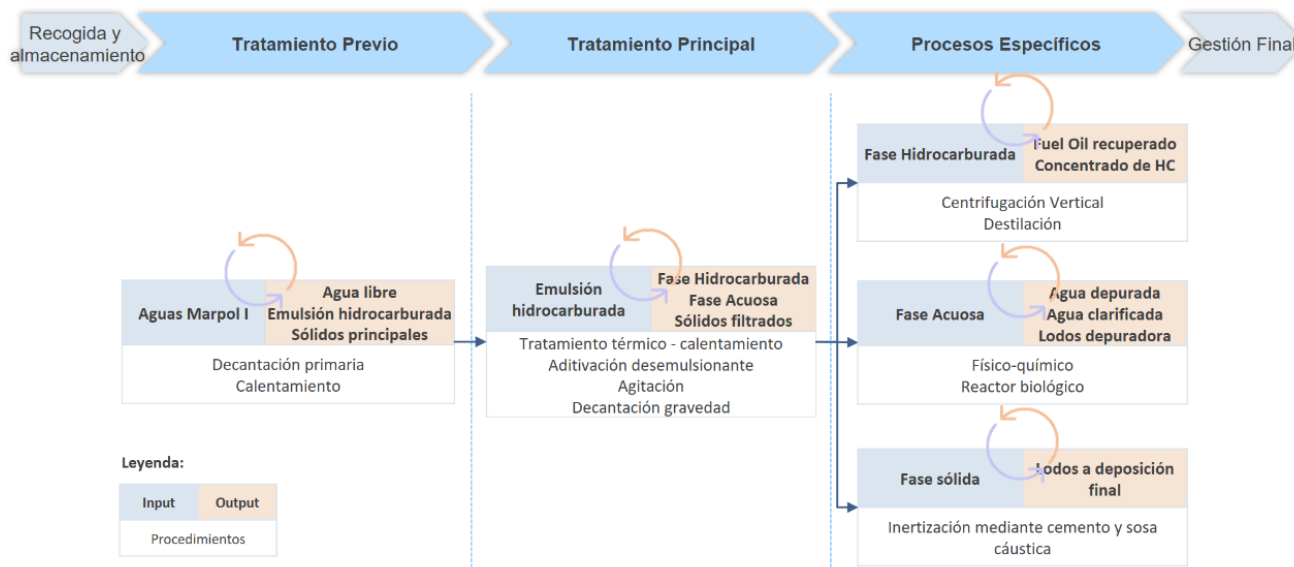 Recogida y
almacenamiento
Tratamiento Previo
Tratamiento Principal
Procesos Específicos
Gestión Final
Aguas Marpol I
Agua libre
Emulsión hidrocarburada
Sólidos principales
Decantación primaria
Calentamiento
Emulsión
hidrocarburada
Fase Hidrocarburada
Fase Acuosa
Sólidos filtrados
Tratamiento térmico - calentamiento
Aditivación desemulsionante
Agitación
Decantación gravedad
Fase Hidrocarburada
Fuel Oil recuperado
Concentrado de HC
Centrifugación Vertical
Destilación
Fase Acuosa
Agua depurada
Agua clarificada
Lodos depuradora
Físico-químico
Reactor biológico
Fase sólida
Lodos a deposición
final
Inertización mediante cemento y sosa
cáustica
Leyenda:
Input
Output
Procedimientos